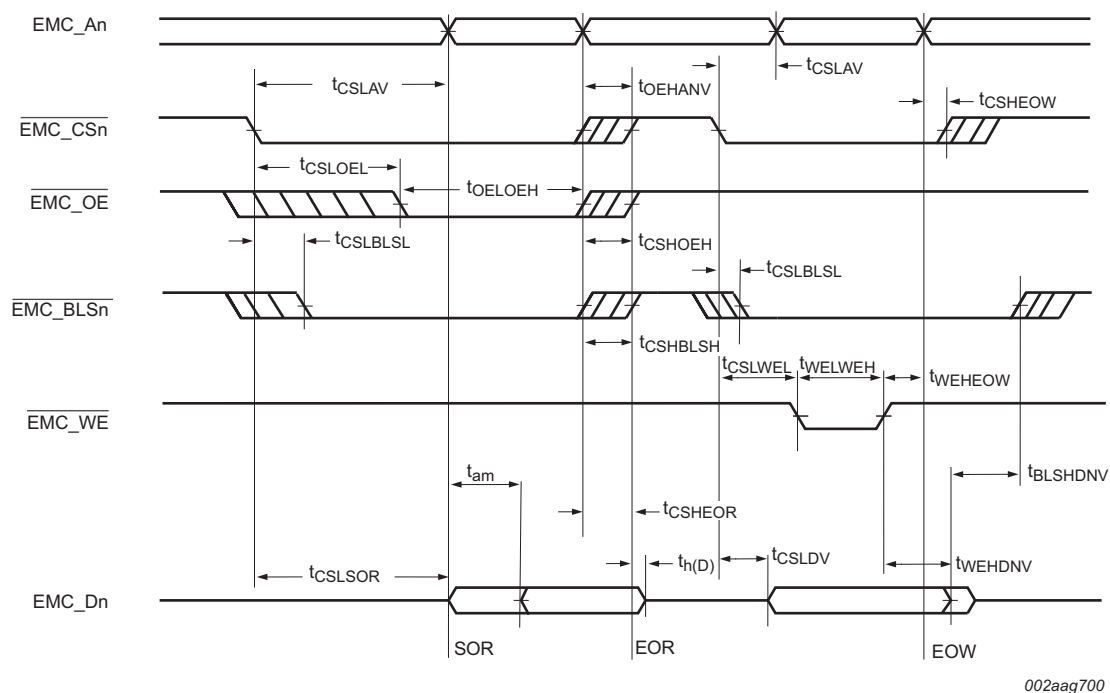 EMC_An
tCSLAV
tOEHANV
tCSLAV
tCSHEOW
EMC_CSn
tCSLOEL
tOELOEH
EMC_OE
tCSLBLSL
tCSHOEH
tCSLBLSL
EMC_BLSn
tCSHBLSH
tCSLWEL
tWELWEH
tWEHEOW
EMC_WE
tam
tBLSHDNV
tCSHEOR
tCSLSOR
th(D)
tCSLDV
tWEHDNV
EMC_Dn
SOR
EOR
EOW
002aag700